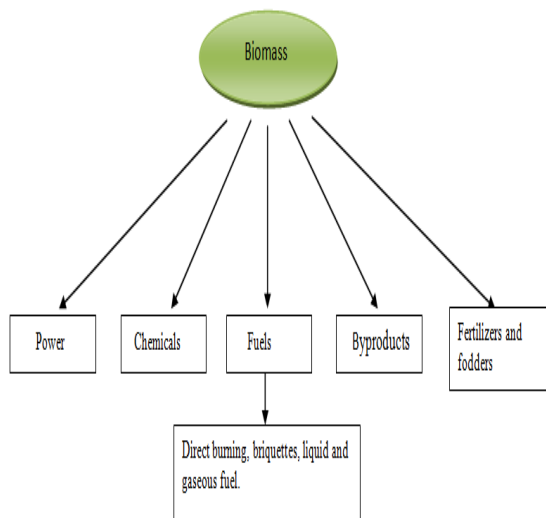 Biomass
Power
Chemicals
Fuels
Byproducts
Fertilizers and
fodders
Direct burning, briquettes, liquid and
gaseous fuel.